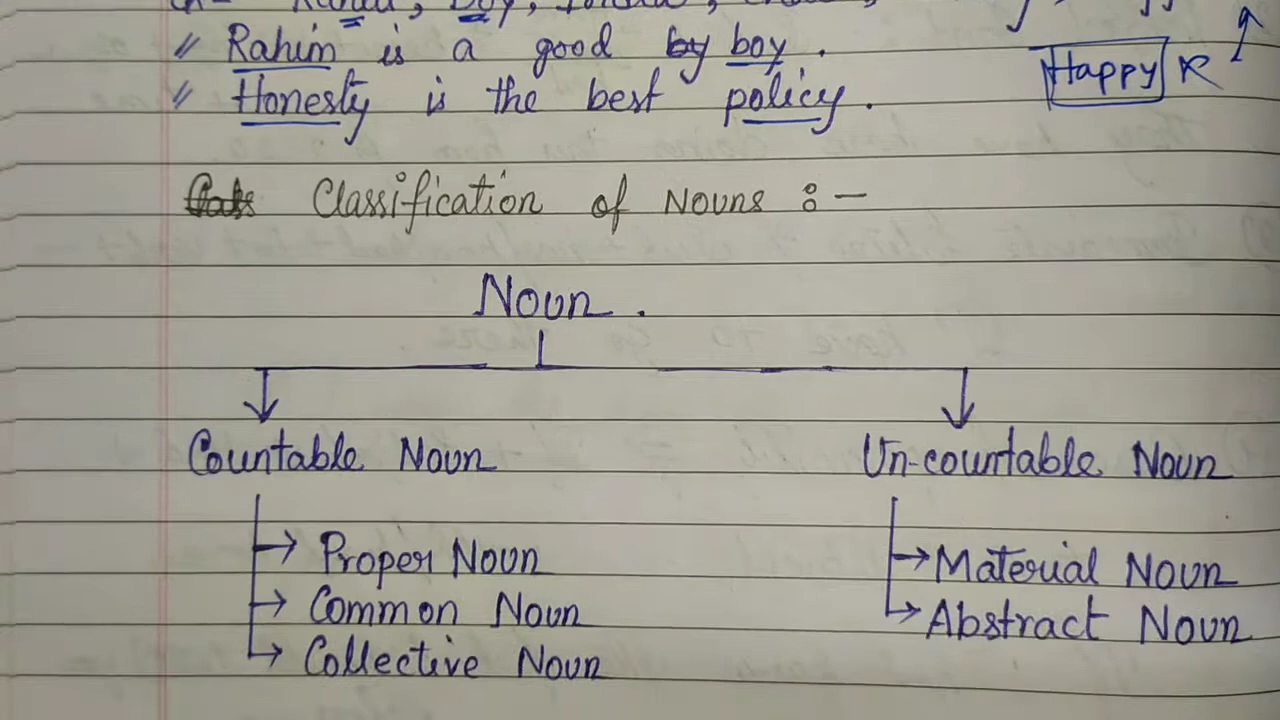 〃 Rahim is a good boy .
〃 Honesty is the best policy .
Happy
Classification of Nouns :-
Noun .
Countable Noun
Un-countable Noun
→ Proper Noun
→ Common Noun
→ Collective Noun
→ Material Noun
→ Abstract Noun